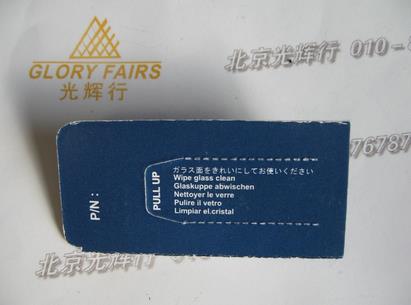 GLORY FAIRS
光辉行
北京光辉行 010-8
76787
P/N :
PULL UP
ガラス面をきれいにしてお使いください
Wipe glass clean
Glaskuppe abwischen
Nettoyer le verre
Pulire il vetro
Limpiar el.cristal
北京光辉行